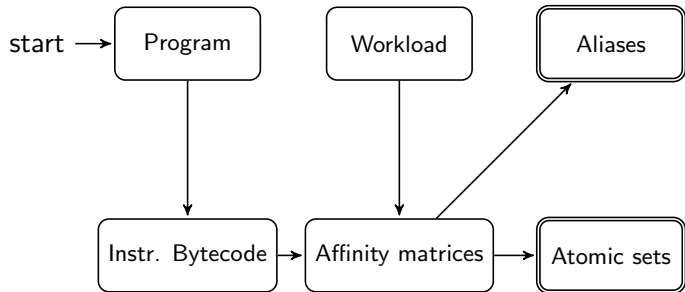 start
Program
Workload
Aliases
Instr. Bytecode
Affinity matrices
Atomic sets